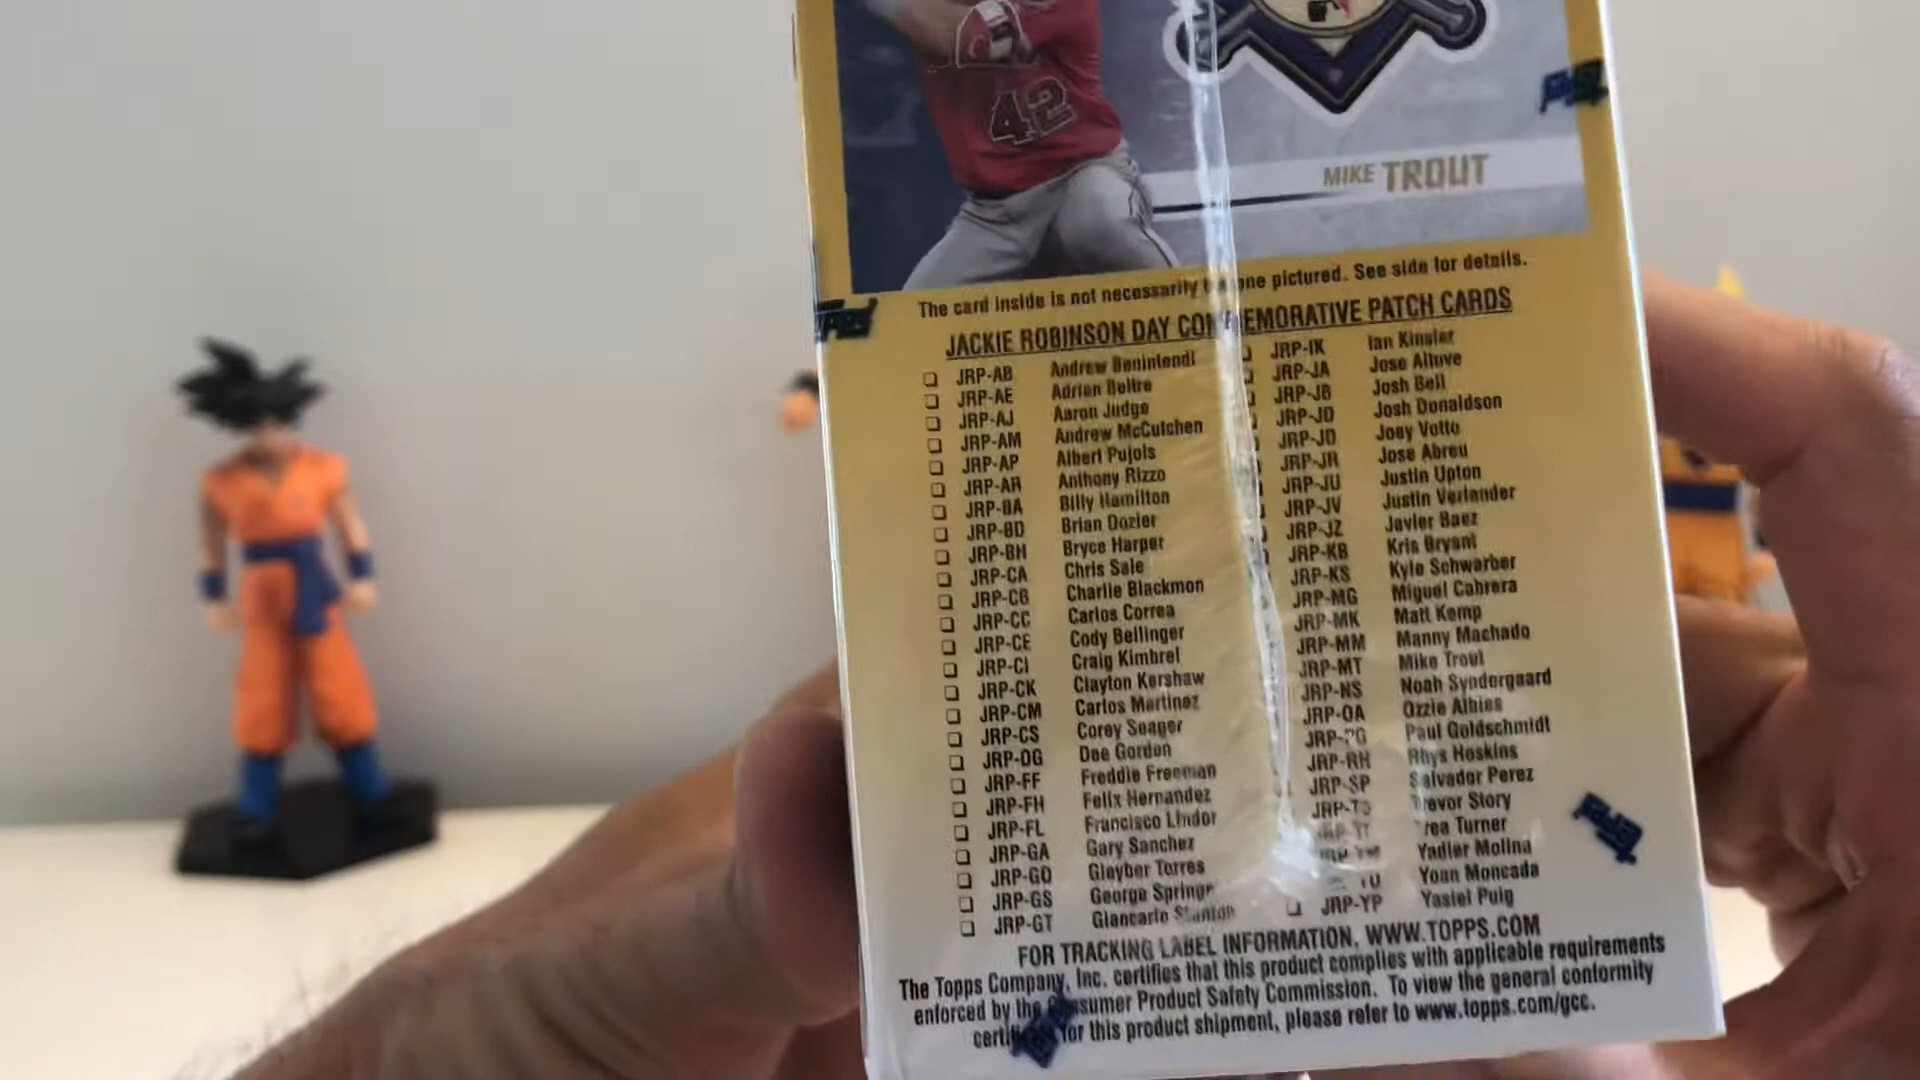 42
MIKE TROUT
The card inside is not necessarily one pictured. See side for details.
JACKIE ROBINSON DAY COMMEMORATIVE PATCH CARDS
JRP-AB Andrew Benintendi
JRP-AE Adrian Beltre
JRP-AJ Aaron Judge
JRP-AM Andrew McCutchen
JRP-AP Albert Pujols
JRP-AR Anthony Rizzo
JRP-BA Billy Hamilton
JRP-BD Brian Dozier
JRP-BH Bryce Harper
JRP-CA Chris Sale
JRP-CB Charlie Blackmon
JRP-CC Carlos Correa
JRP-CE Cody Bellinger
JRP-CI Craig Kimbrel
JRP-CK Clayton Kershaw
JRP-CM Carlos Martinez
JRP-CS Corey Seager
JRP-DG Dee Gordon
JRP-FF Freddie Freeman
JRP-FH Felix Hernandez
JRP-FL Francisco Lindor
JRP-GA Gary Sanchez
JRP-GO Gleyber Torres
JRP-GS George Springer
JRP-GT Giancarlo Stanton
JRP-IK Ian Kinsler
JRP-JA Jose Altuve
JRP-JB Josh Bell
JRP-JD Josh Donaldson
JRP-JO Joey Votto
JRP-JR Jose Abreu
JRP-JU Justin Upton
JRP-JV Justin Verlander
JRP-JZ Javier Baez
JRP-KB Kris Bryant
JRP-KS Kyle Schwarber
JRP-MG Miguel Cabrera
JRP-MK Matt Kemp
JRP-MM Manny Machado
JRP-MT Mike Trout
JRP-NS Noah Syndergaard
JRP-OA Ozzie Albies
JRP-PG Paul Goldschmidt
JRP-RH Rhys Hoskins
JRP-SP Salvador Perez
JRP-TS Trevor Story
JRP-TT Trea Turner
Yadier Molina
Yoan Moncada
JRP-YP Yasiel Puig
FOR TRACKING LABEL INFORMATION, WWW.TOPPS.COM
The Topps Company, Inc. certifies that this product complies with applicable requirements
enforced by the Consumer Product Safety Commission. To view the general conformity
for this product shipment, please refer to www.topps.com/gcc.